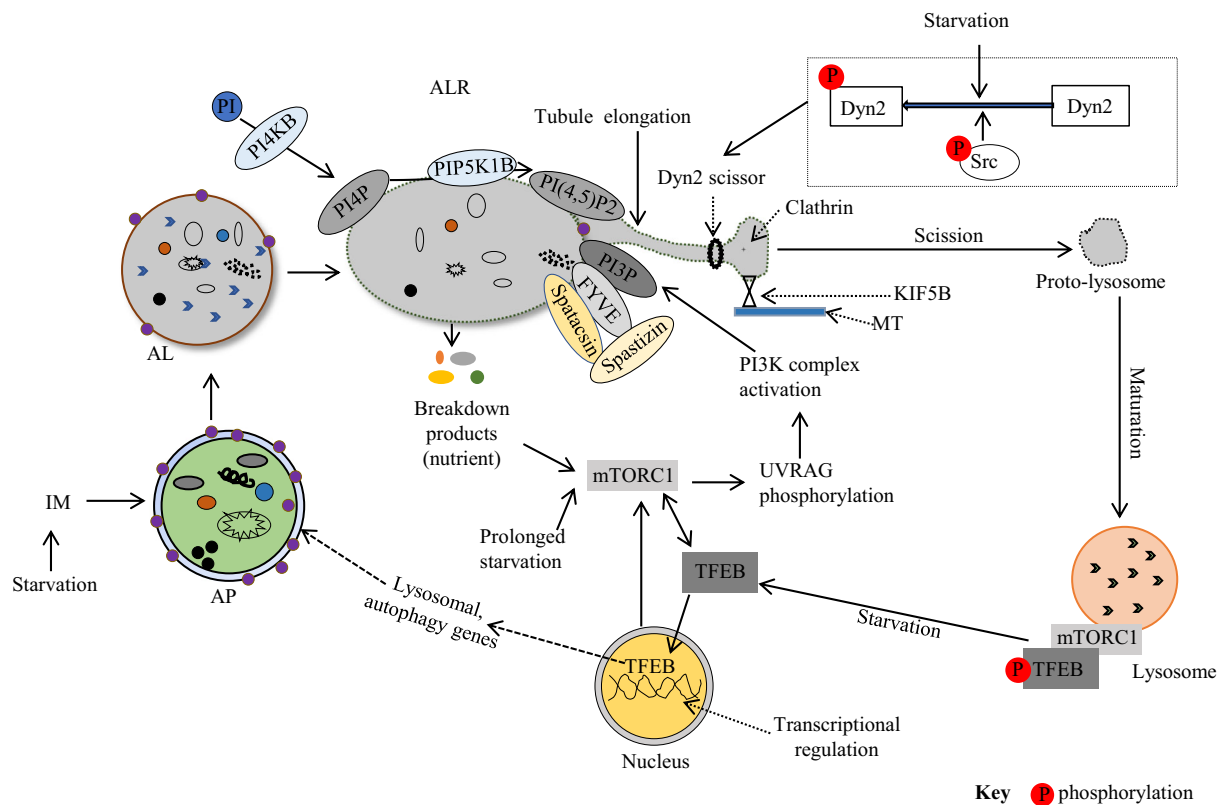 Starvation
P
Dyn2
Dyn2
P
Src
ALR
PI
PI4KB
Tubule elongation
PIP5K1B
PI4P
PI(4,5)P2
Dyn2 scissor
Clathrin
Scission
Proto-lysosome
PI3P
FYVE
Spatacsin
Spastizin
KIF5B
MT
AL
PI3K complex
activation
Maturation
Breakdown
products
(nutrient)
mTORC1
UVRAG
phosphorylation
IM
Prolonged
starvation
Starvation
AP
TFEB
Lysosomal,
autophagy genes
Starvation
mTORC1
P
TFEB
Lysosome
TFEB
Transcriptional
regulation
Nucleus
Key
P
phosphorylation